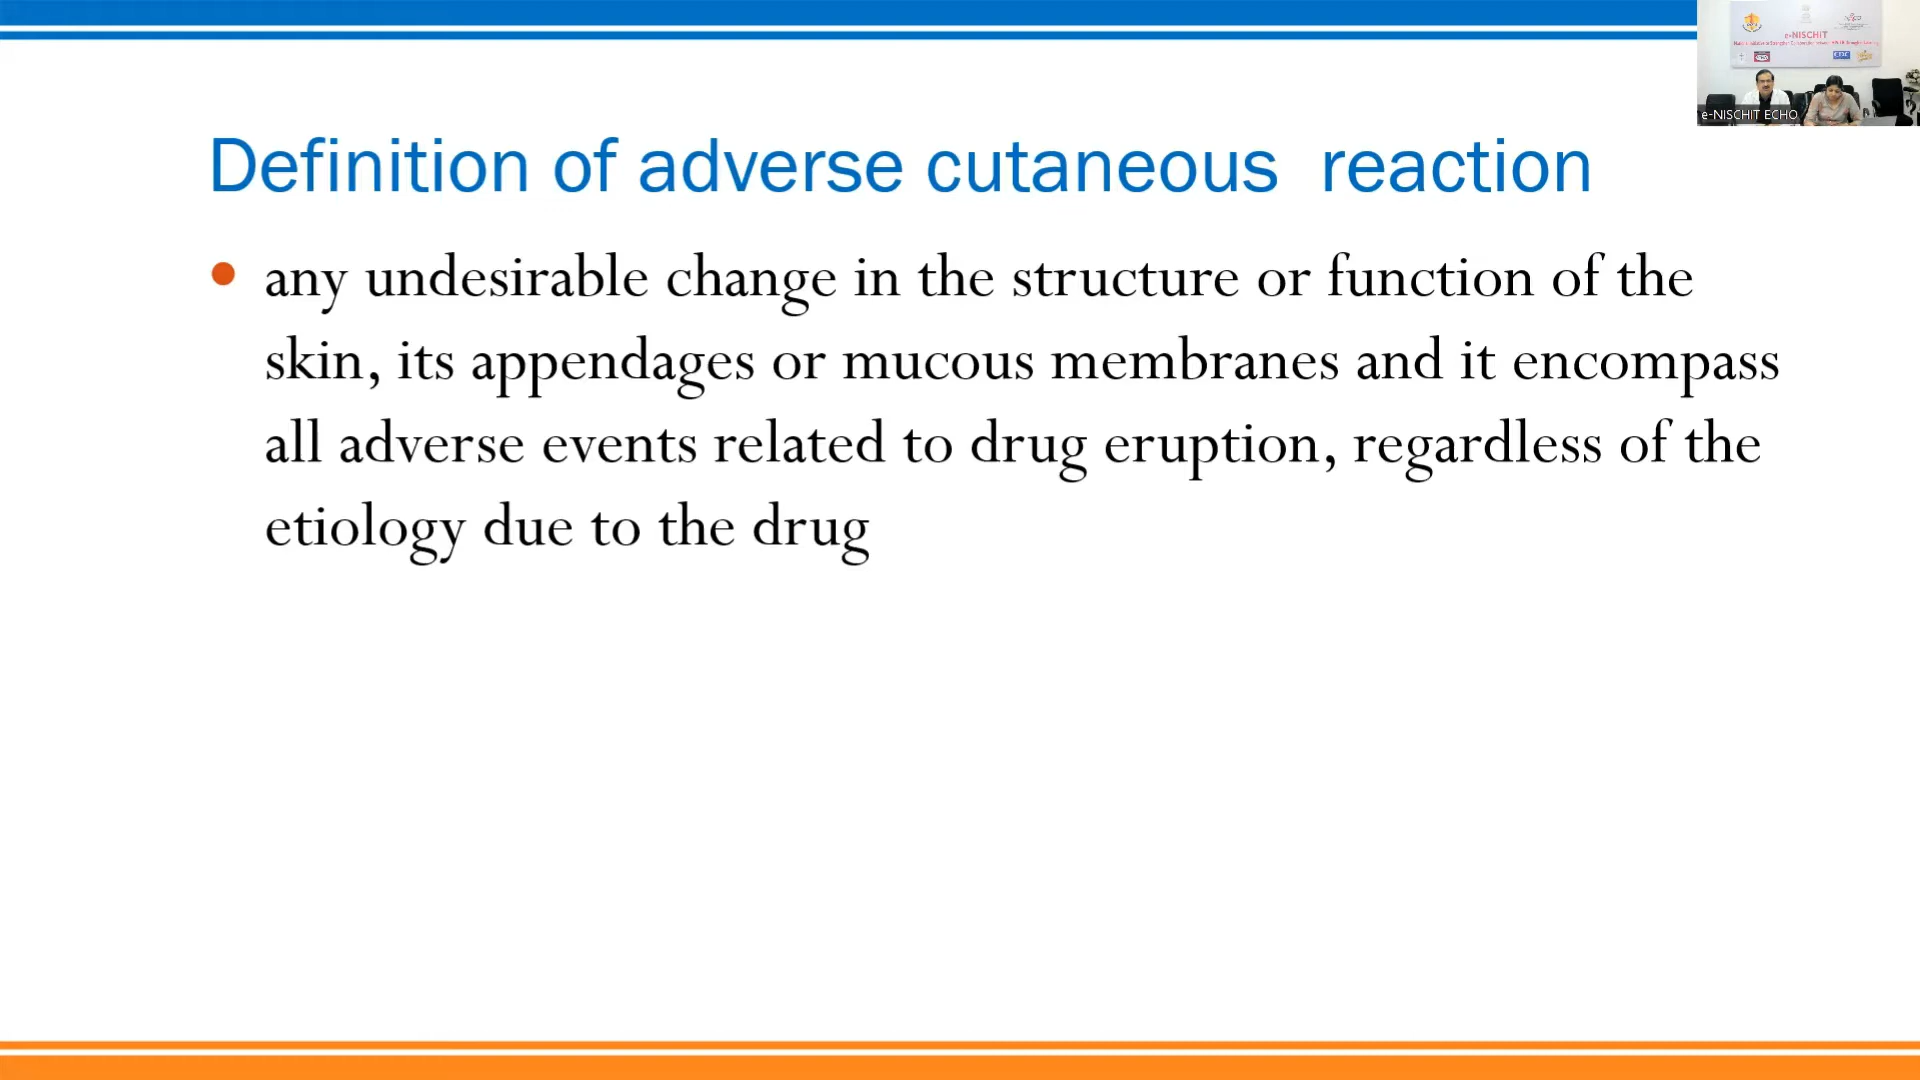 Definition of adverse cutaneous  reaction
any undesirable change in the structure or function of the
skin, its appendages or mucous membranes and it encompass
all adverse events related to drug eruption, regardless of the
etiology due to the drug
e-NISCHIT
e-NISCHIT ECHO